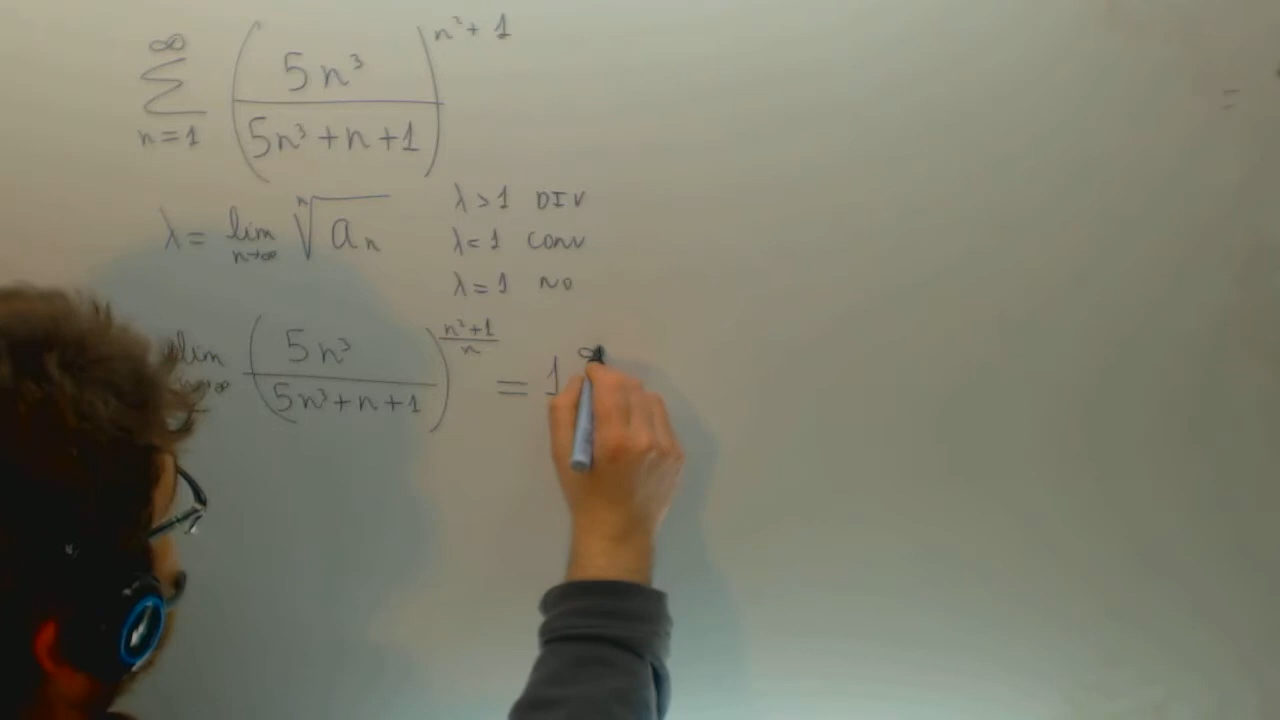 ∞
∑ ( 5n³ / 5n³+n+1 )^(n²+1)
n=1
λ = lim n→∞ ⁿ√aₙ
λ>1 DIV
λ<1 CONV
λ=1 NO
lim n→∞ ( 5n³ / 5n³+n+1 )^((n²+1)/n) = 1^∞
=